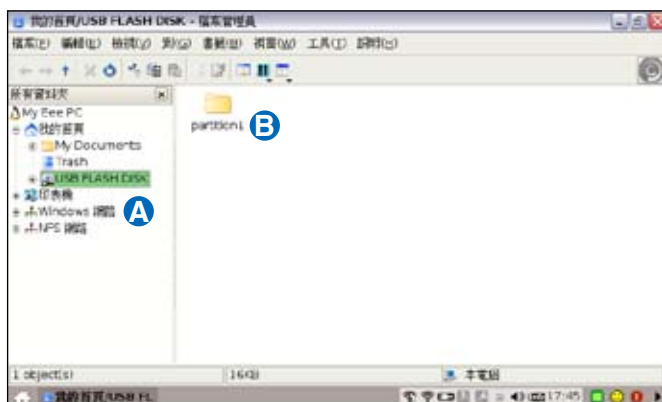 我的首頁/USB FLASH DISK - 檔案管理員
檔案(E) 編輯(E) 檢視(V) 到(G) 書籤(B) 視窗(W) 工具(T) 說明(H)
所有資料夾
My Eee PC
我的首頁
My Documents
Trash
USB FLASH DISK
印表機
Windows 網路
NFS 網路
A
partition1
B
1 object(s)
本電腦
我的首頁/USB FL
17:45